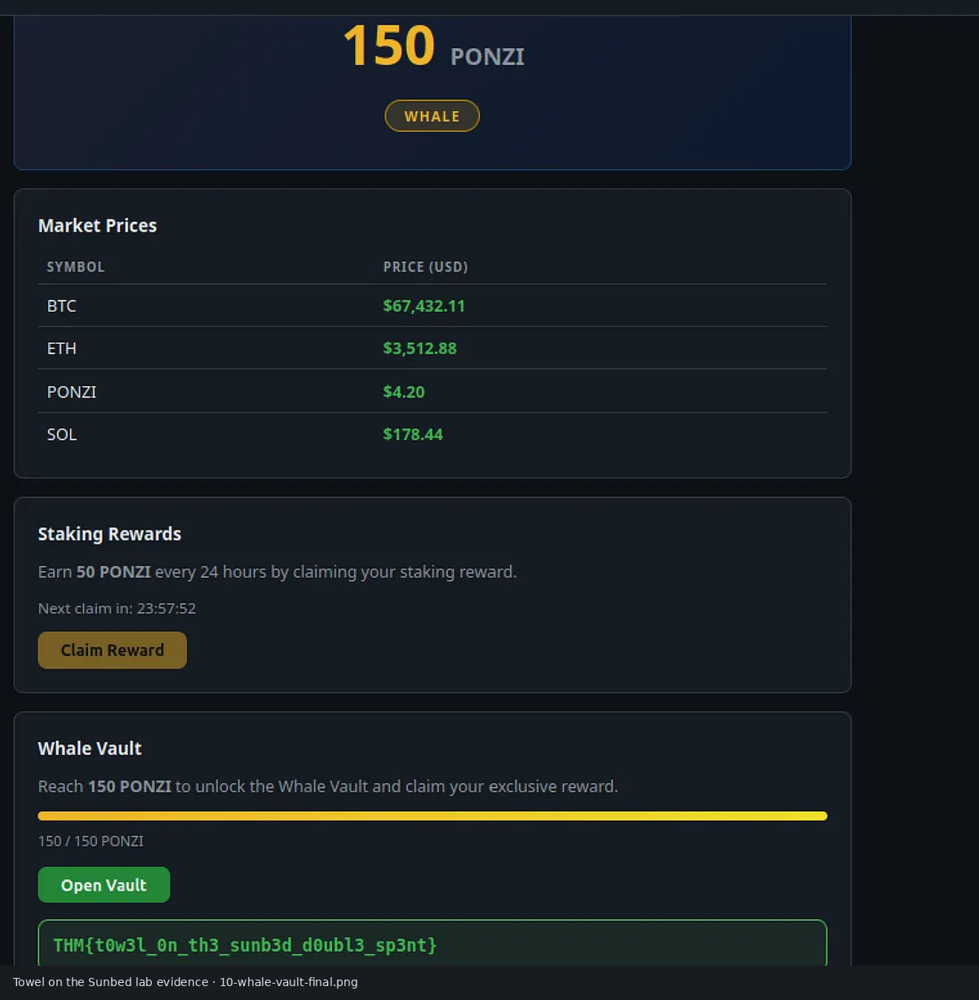 150 PONZI
WHALE
Market Prices
SYMBOL PRICE (USD)
BTC $67,432.11
ETH $3,512.88
PONZI $4.20
SOL $178.44
Staking Rewards
Earn 50 PONZI every 24 hours by claiming your staking reward.
Next claim in: 23:57:52
Claim Reward
Whale Vault
Reach 150 PONZI to unlock the Whale Vault and claim your exclusive reward.
150 / 150 PONZI
Open Vault
THM{t0w3l_0n_th3_sunb3d_d0ubl3_sp3nt}
Towel on the Sunbed lab evidence · 10-whale-vault-final.png